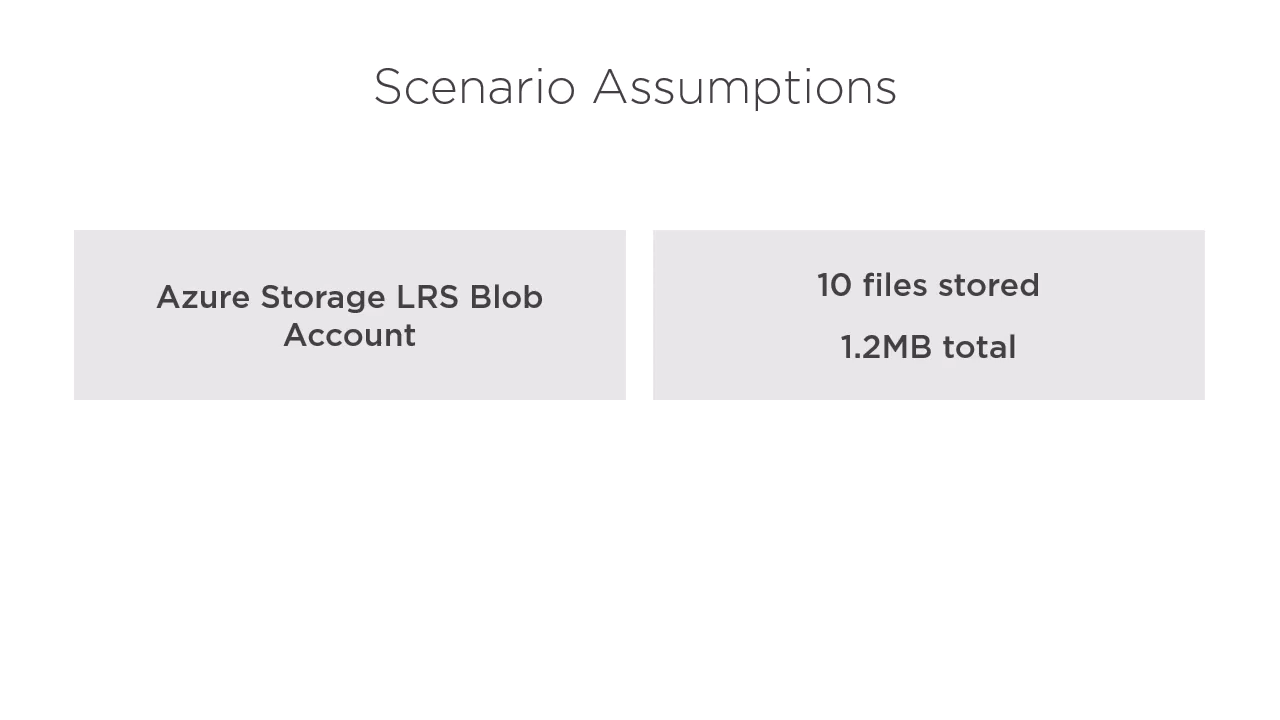 Scenario Assumptions
Azure Storage LRS Blob
Account
10 files stored
1.2MB total